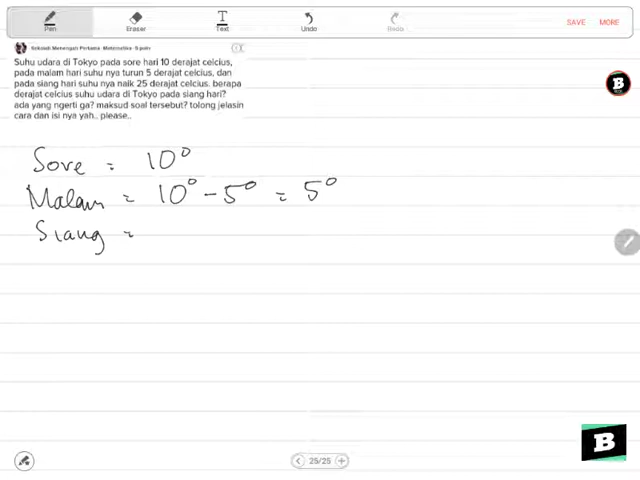 Pen Eraser Text Undo Redo SAVE MORE
Sekolah Menengah Pertama Matematika 5 poin
Suhu udara di Tokyo pada sore hari 10 derajat celcius,
pada malam hari suhu nya turun 5 derajat celcius, dan
pada siang hari suhu nya naik 25 derajat celcius. berapa
derajat celcius suhu udara di Tokyo pada siang hari?
ada yang ngerti ga? maksud soal tersebut? tolong jelasin
cara dan isi nya yah.. please..
B
Sore = 10°
Malam = 10° - 5° = 5°
Siang =
B
25/25